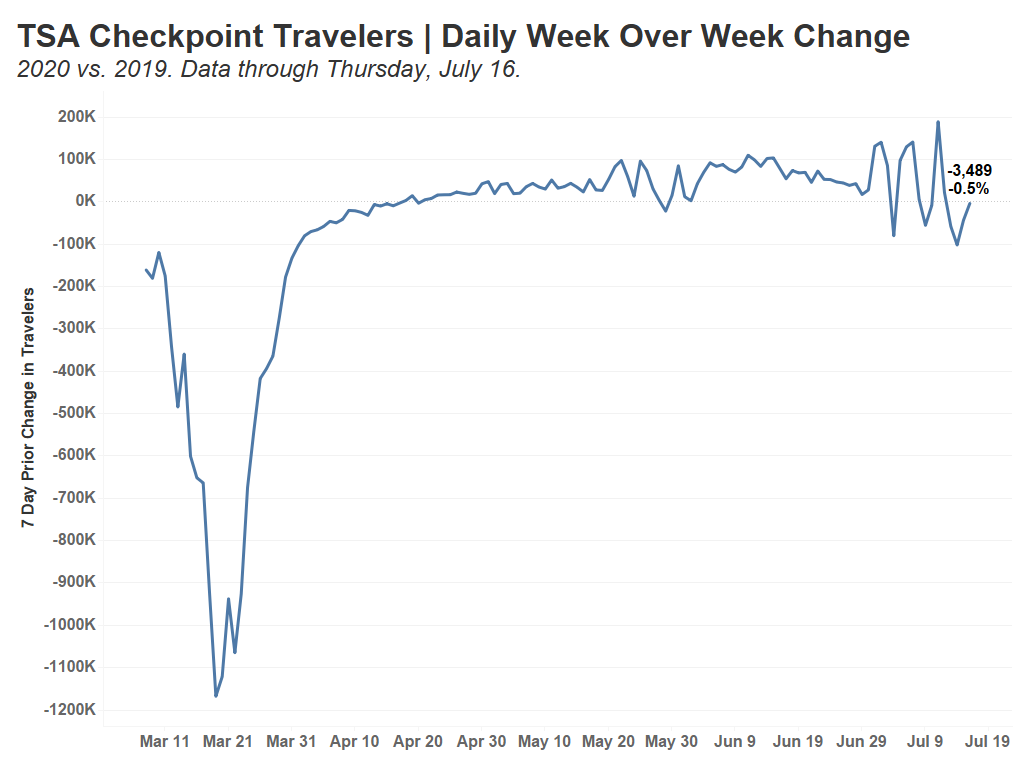 TSA Checkpoint Travelers | Daily Week Over Week Change
2020 vs. 2019. Data through Thursday, July 16.
7 Day Prior Change in Travelers
200K
100K
0K
-100K
-200K
-300K
-400K
-500K
-600K
-700K
-800K
-900K
-1000K
-1100K
-1200K
-3,489
-0.5%
Mar 11 Mar 21 Mar 31 Apr 10 Apr 20 Apr 30 May 10 May 20 May 30 Jun 9 Jun 19 Jun 29 Jul 9 Jul 19